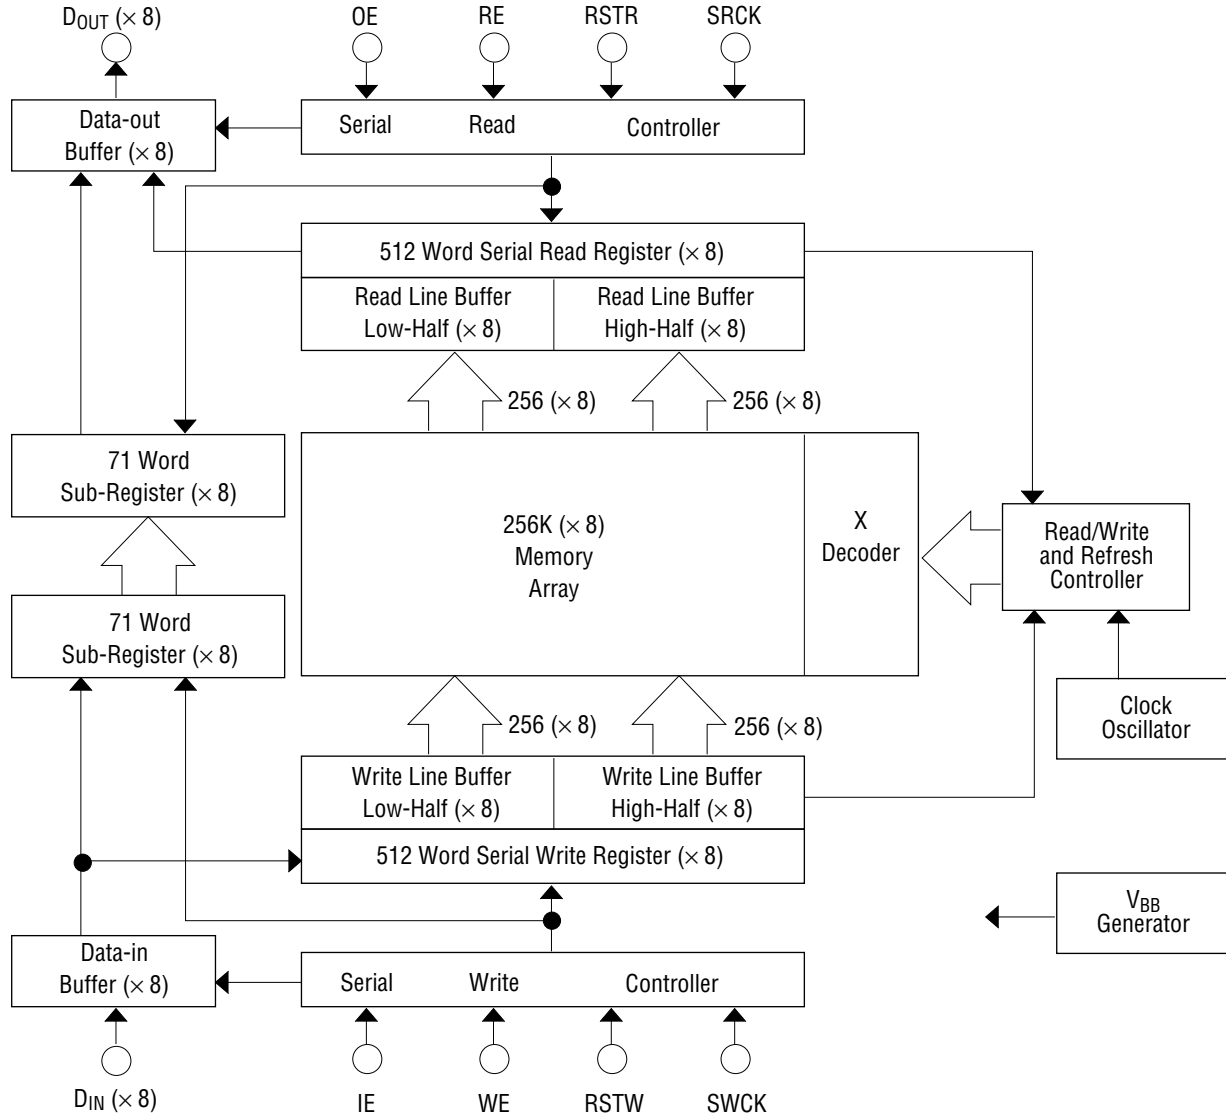 DOUT (× 8)
OE
RE
RSTR
SRCK
Data-out
Buffer (× 8)
Serial Read Controller
512 Word Serial Read Register (× 8)
Read Line Buffer
Low-Half (× 8)
Read Line Buffer
High-Half (× 8)
256 (× 8)
256 (× 8)
71 Word
Sub-Register (× 8)
256K (× 8)
Memory
Array
X
Decoder
Read/Write
and Refresh
Controller
71 Word
Sub-Register (× 8)
256 (× 8)
256 (× 8)
Clock
Oscillator
Write Line Buffer
Low-Half (× 8)
Write Line Buffer
High-Half (× 8)
512 Word Serial Write Register (× 8)
VBB
Generator
Data-in
Buffer (× 8)
Serial Write Controller
DIN (× 8)
IE
WE
RSTW
SWCK